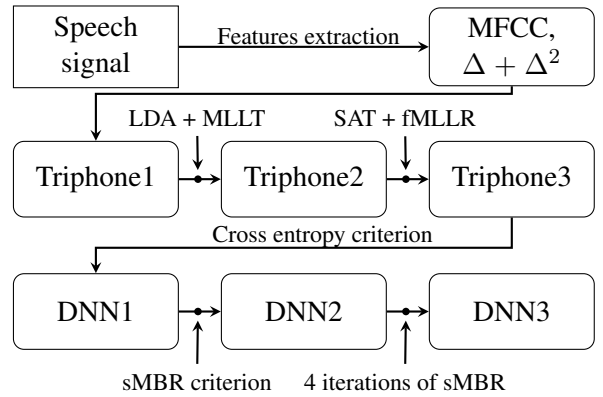 Speech
signal
Features extraction
MFCC,
Δ + Δ²
LDA + MLLT
SAT + fMLLR
Triphone1
Triphone2
Triphone3
Cross entropy criterion
DNN1
DNN2
DNN3
sMBR criterion
4 iterations of sMBR